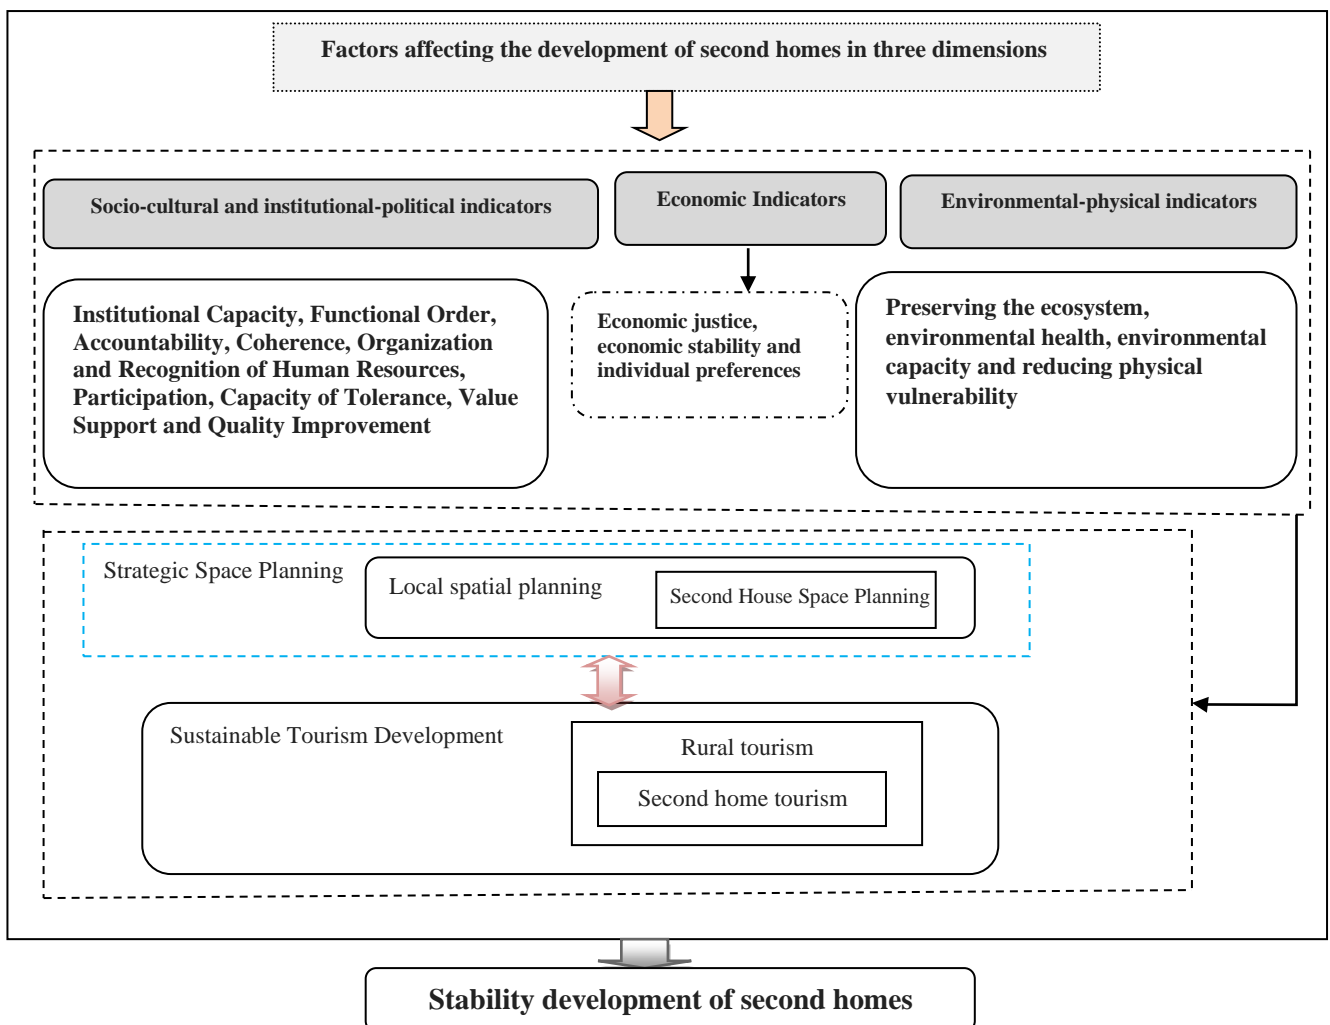 Factors affecting the development of second homes in three dimensions
Socio-cultural and institutional-political indicators
Economic Indicators
Environmental-physical indicators
Institutional Capacity, Functional Order,
Accountability, Coherence, Organization
and Recognition of Human Resources,
Participation, Capacity of Tolerance, Value
Support and Quality Improvement
Economic justice,
economic stability and
individual preferences
Preserving the ecosystem,
environmental health, environmental
capacity and reducing physical
vulnerability
Strategic Space Planning
Local spatial planning
Second House Space Planning
Sustainable Tourism Development
Rural tourism
Second home tourism
Stability development of second homes